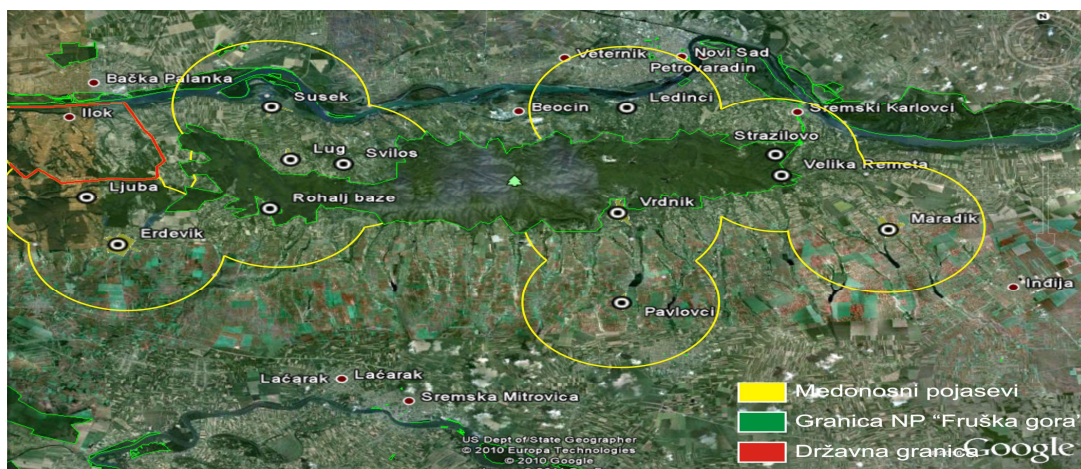 N
Veternik
Novi Sad
Petrovaradin
Bačka Palanka
Susek
Ledinci
Ilok
Beocin
Sremski Karlovci
Strazilovo
Lug
Svilos
Velika Remeta
Ljuba
Rohalj baze
Vrdnik
Maradik
Erdevik
Inđija
Pavlovci
Laćarak Laćarak
Sremska Mitrovica
Medonosni pojasevi
Granica NP "Fruška gora"
Državna granica
US Dept of State Geographer
© 2010 Europa Technologies
© 2010 Google
Google